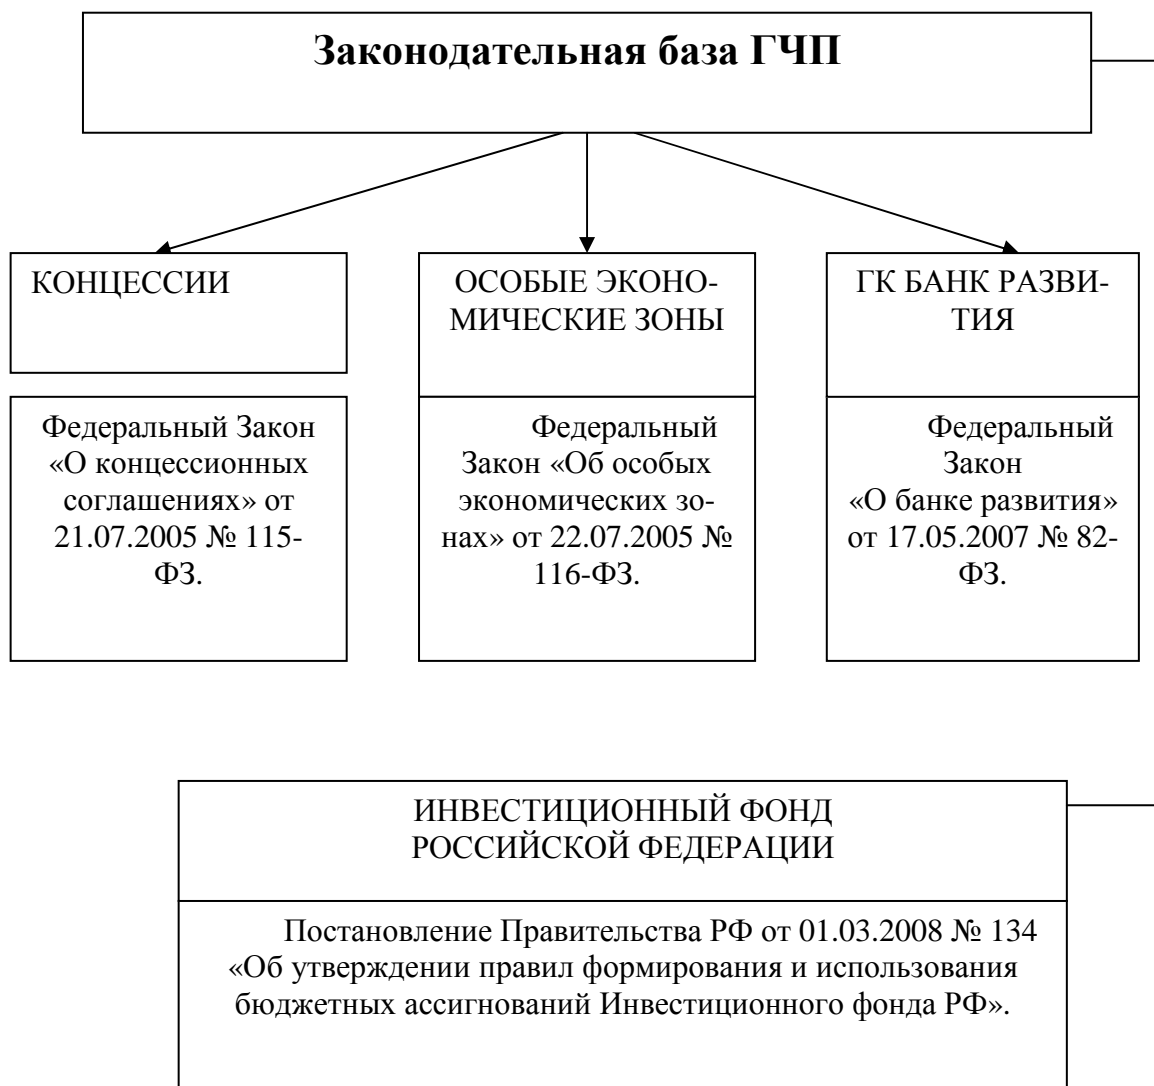 Законодательная база ГЧП
КОНЦЕССИИ
Федеральный Закон
«О концессионных
соглашениях» от
21.07.2005 № 115-
ФЗ.
ОСОБЫЕ ЭКОНО-
МИЧЕСКИЕ ЗОНЫ
Федеральный
Закон «Об особых
экономических зо-
нах» от 22.07.2005 №
116-ФЗ.
ГК БАНК РАЗВИ-
ТИЯ
Федеральный
Закон
«О банке развития»
от 17.05.2007 № 82-
ФЗ.
ИНВЕСТИЦИОННЫЙ ФОНД
РОССИЙСКОЙ ФЕДЕРАЦИИ
Постановление Правительства РФ от 01.03.2008 № 134
«Об утверждении правил формирования и использования
бюджетных ассигнований Инвестиционного фонда РФ».